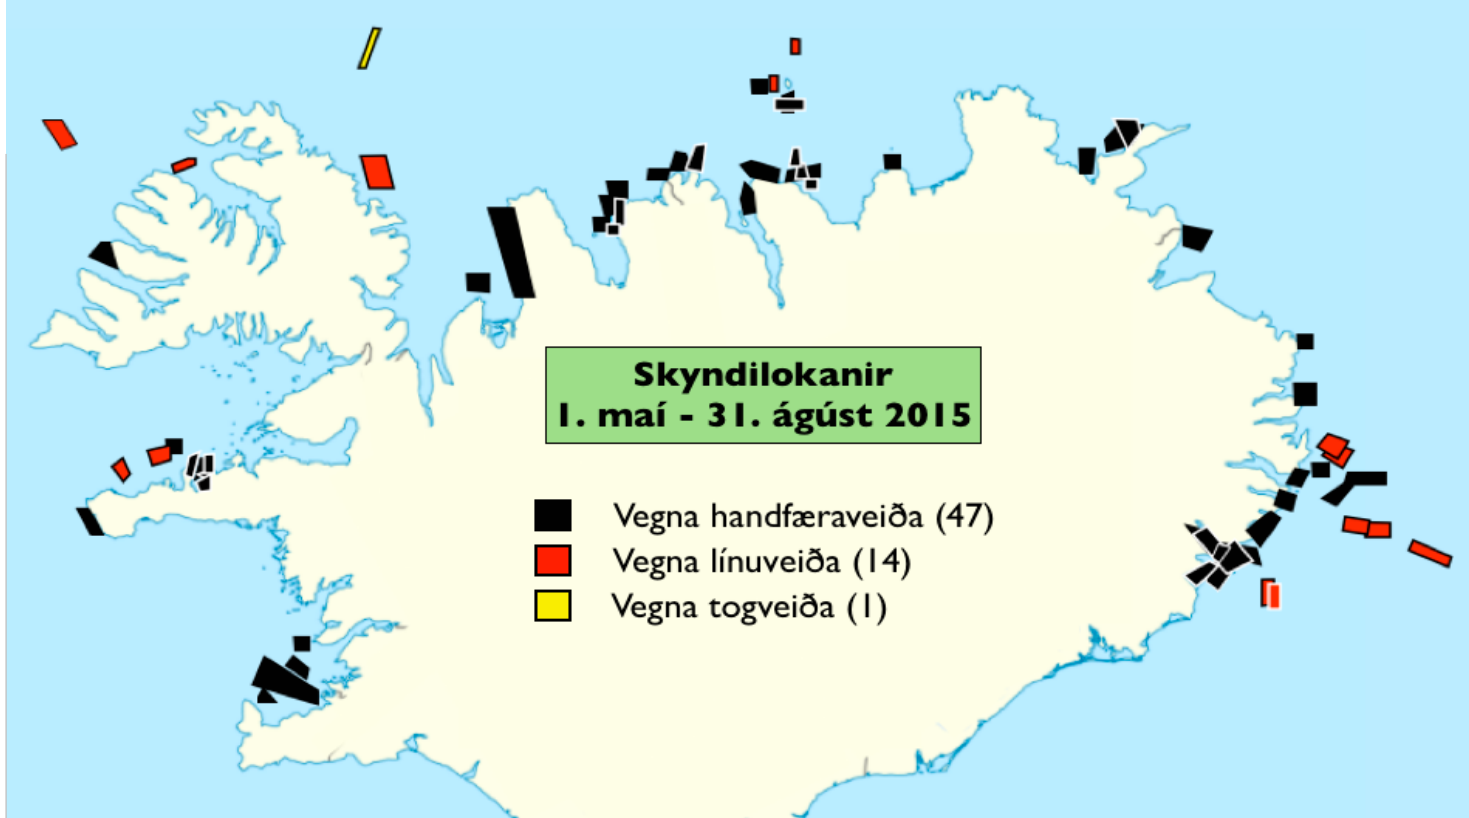 Skyndilokanir
1. maí - 31. ágúst 2015
Vegna handfæraveiða (47)
Vegna línuveiða (14)
Vegna togveiða (1)